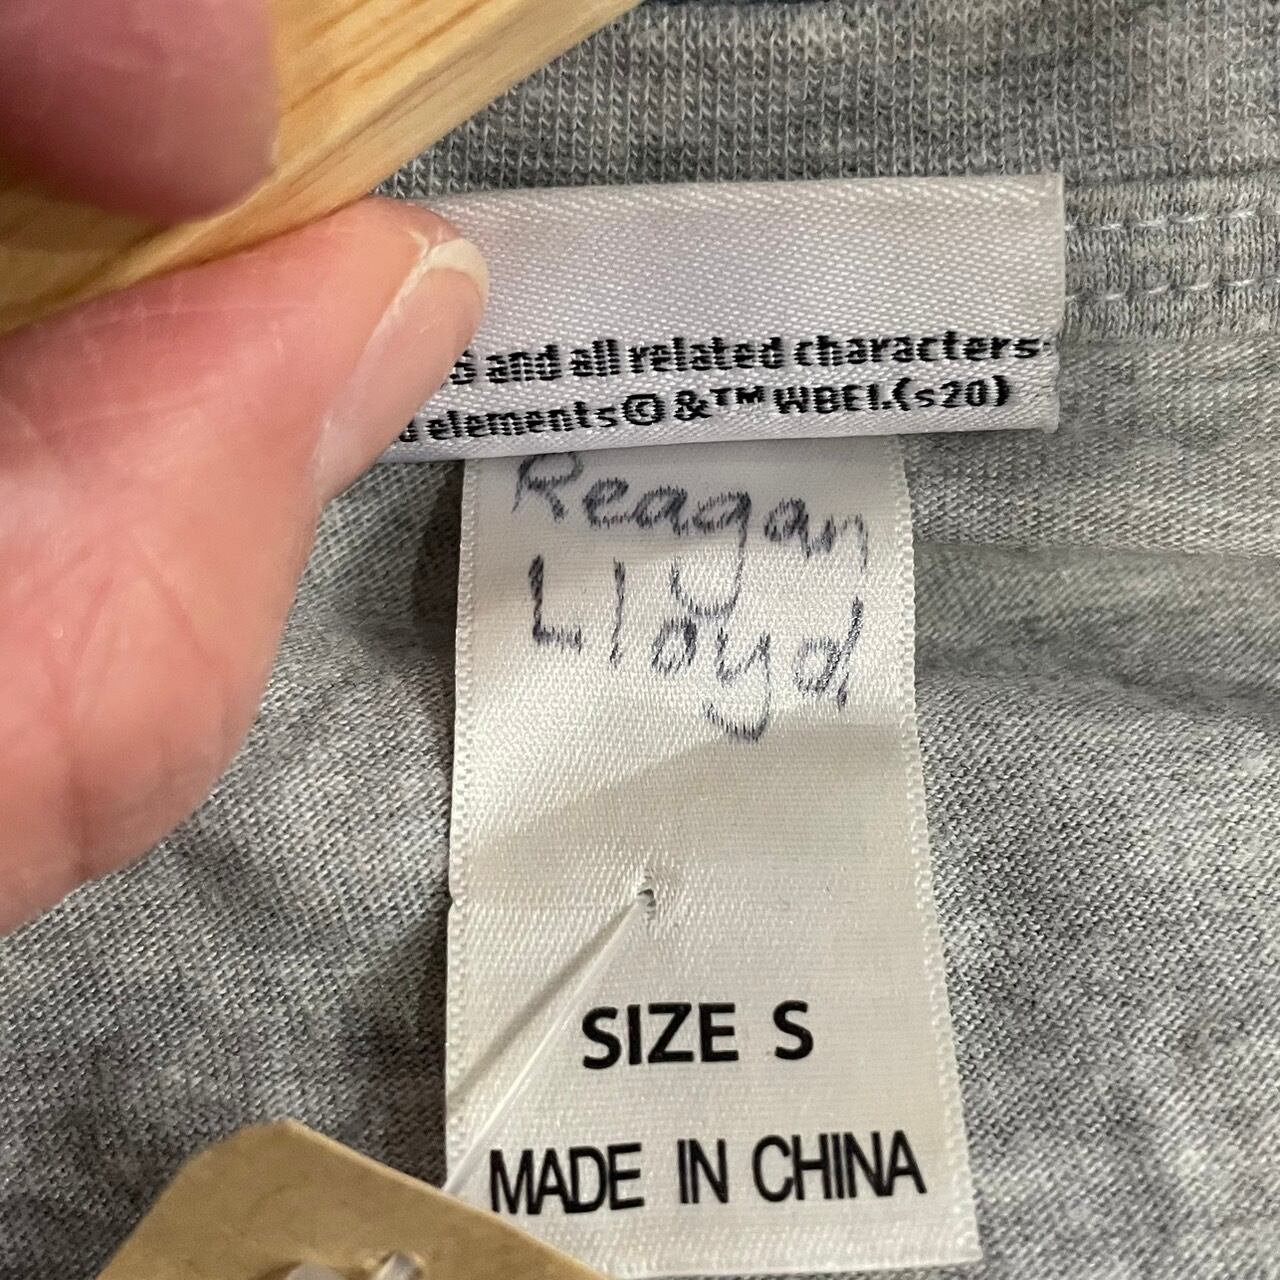 and all related characters
elements © & ™ WBEI. (s20)
Reagan
Lloyd
SIZE S
MADE IN CHINA